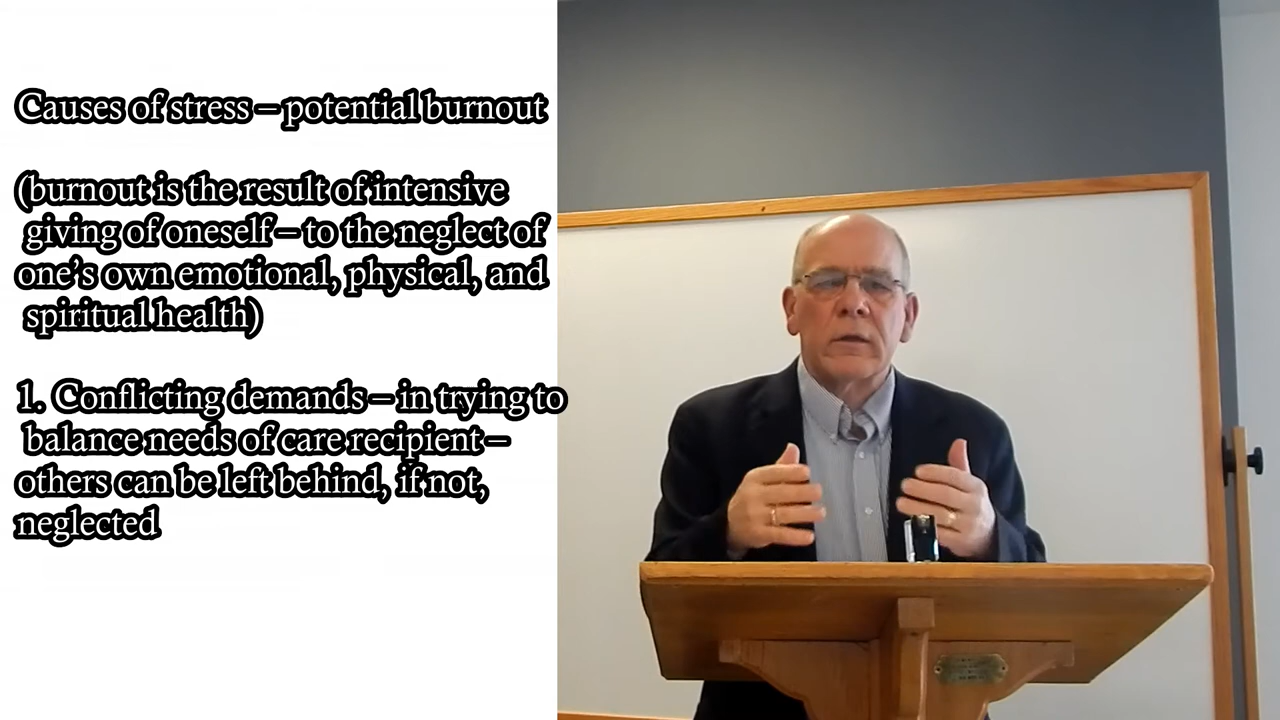 Causes of stress – potential burnout
(burnout is the result of intensive
giving of oneself – to the neglect of
one's own emotional, physical, and
spiritual health)
1. Conflicting demands – in trying to
balance needs of care recipient –
others can be left behind, if not,
neglected